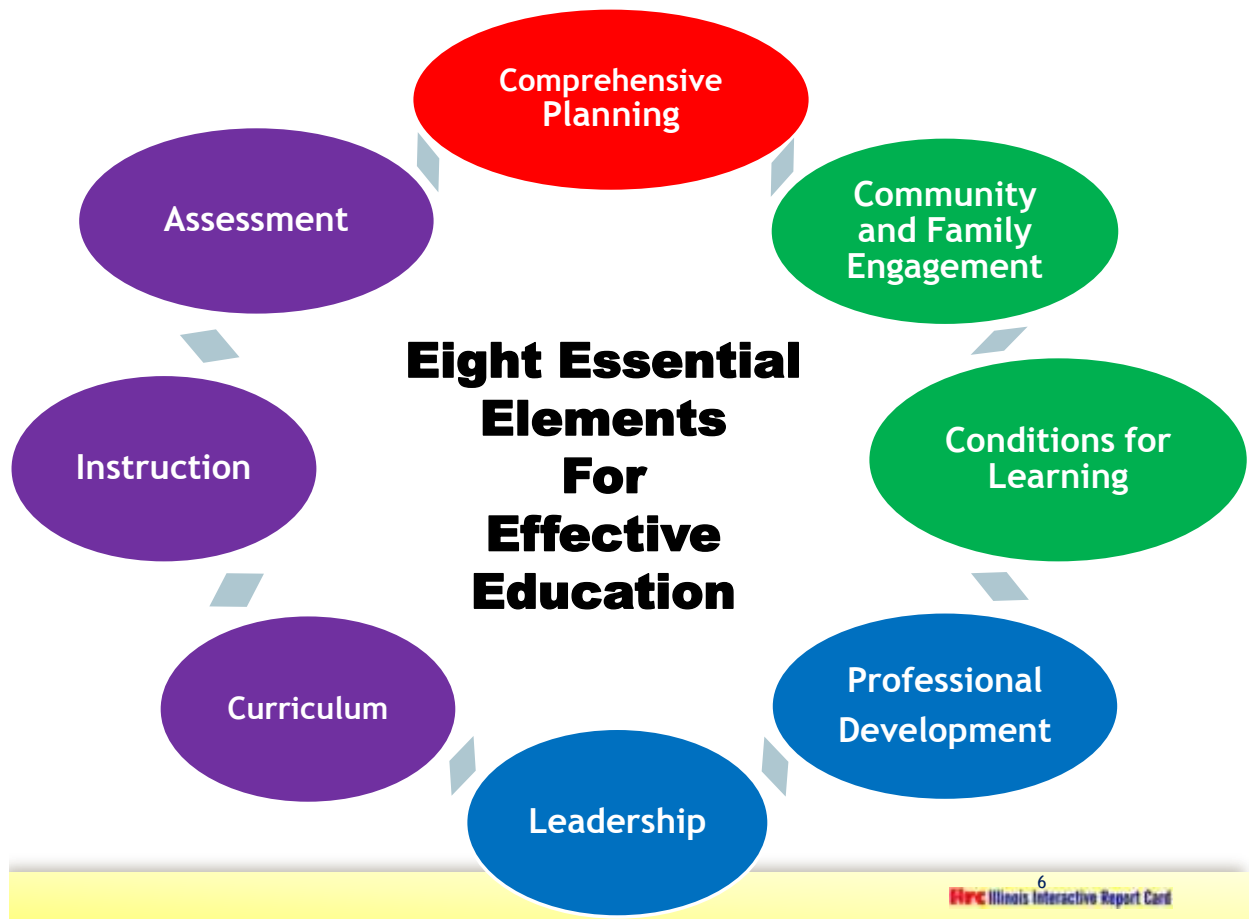 Comprehensive
Planning
Community
and Family
Engagement
Conditions for
Learning
Professional
Development
Leadership
Curriculum
Instruction
Assessment
Eight Essential
Elements
For
Effective
Education
6
Illinois Interactive Report Card